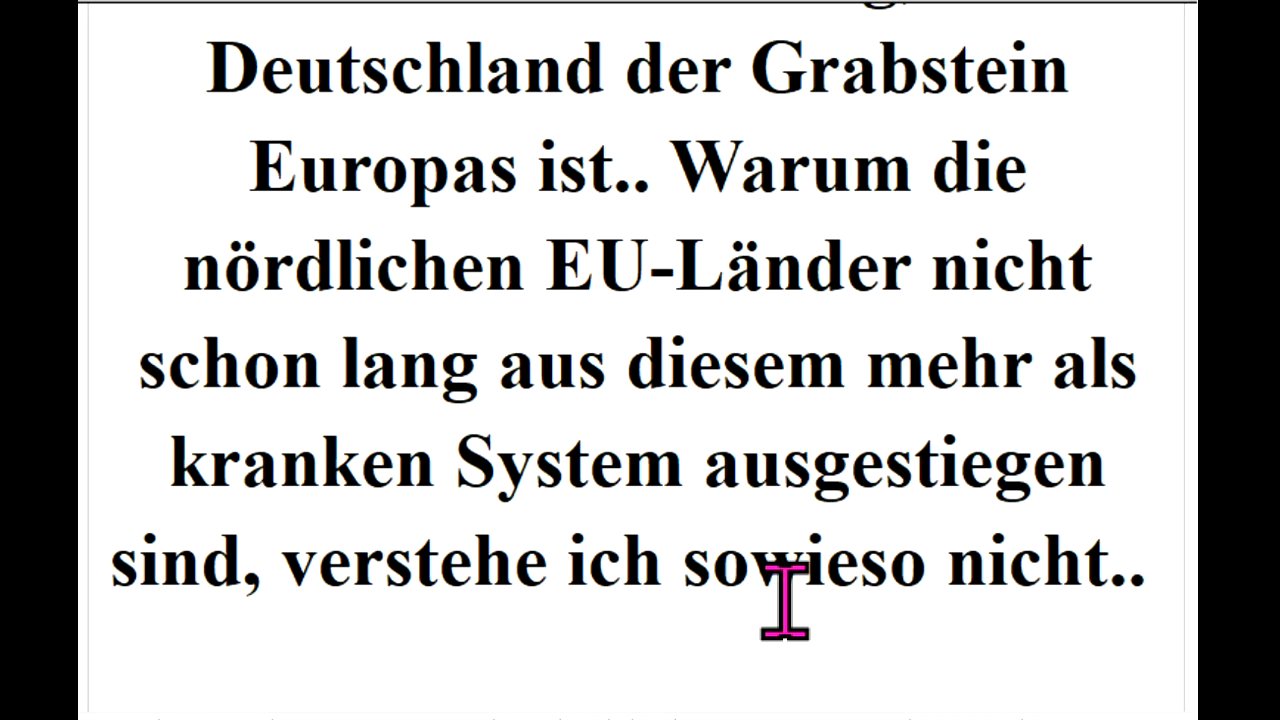 Deutschland der Grabstein
Europas ist.. Warum die
nördlichen EU-Länder nicht
schon lang aus diesem mehr als
kranken System ausgestiegen
sind, verstehe ich sowieso nicht..